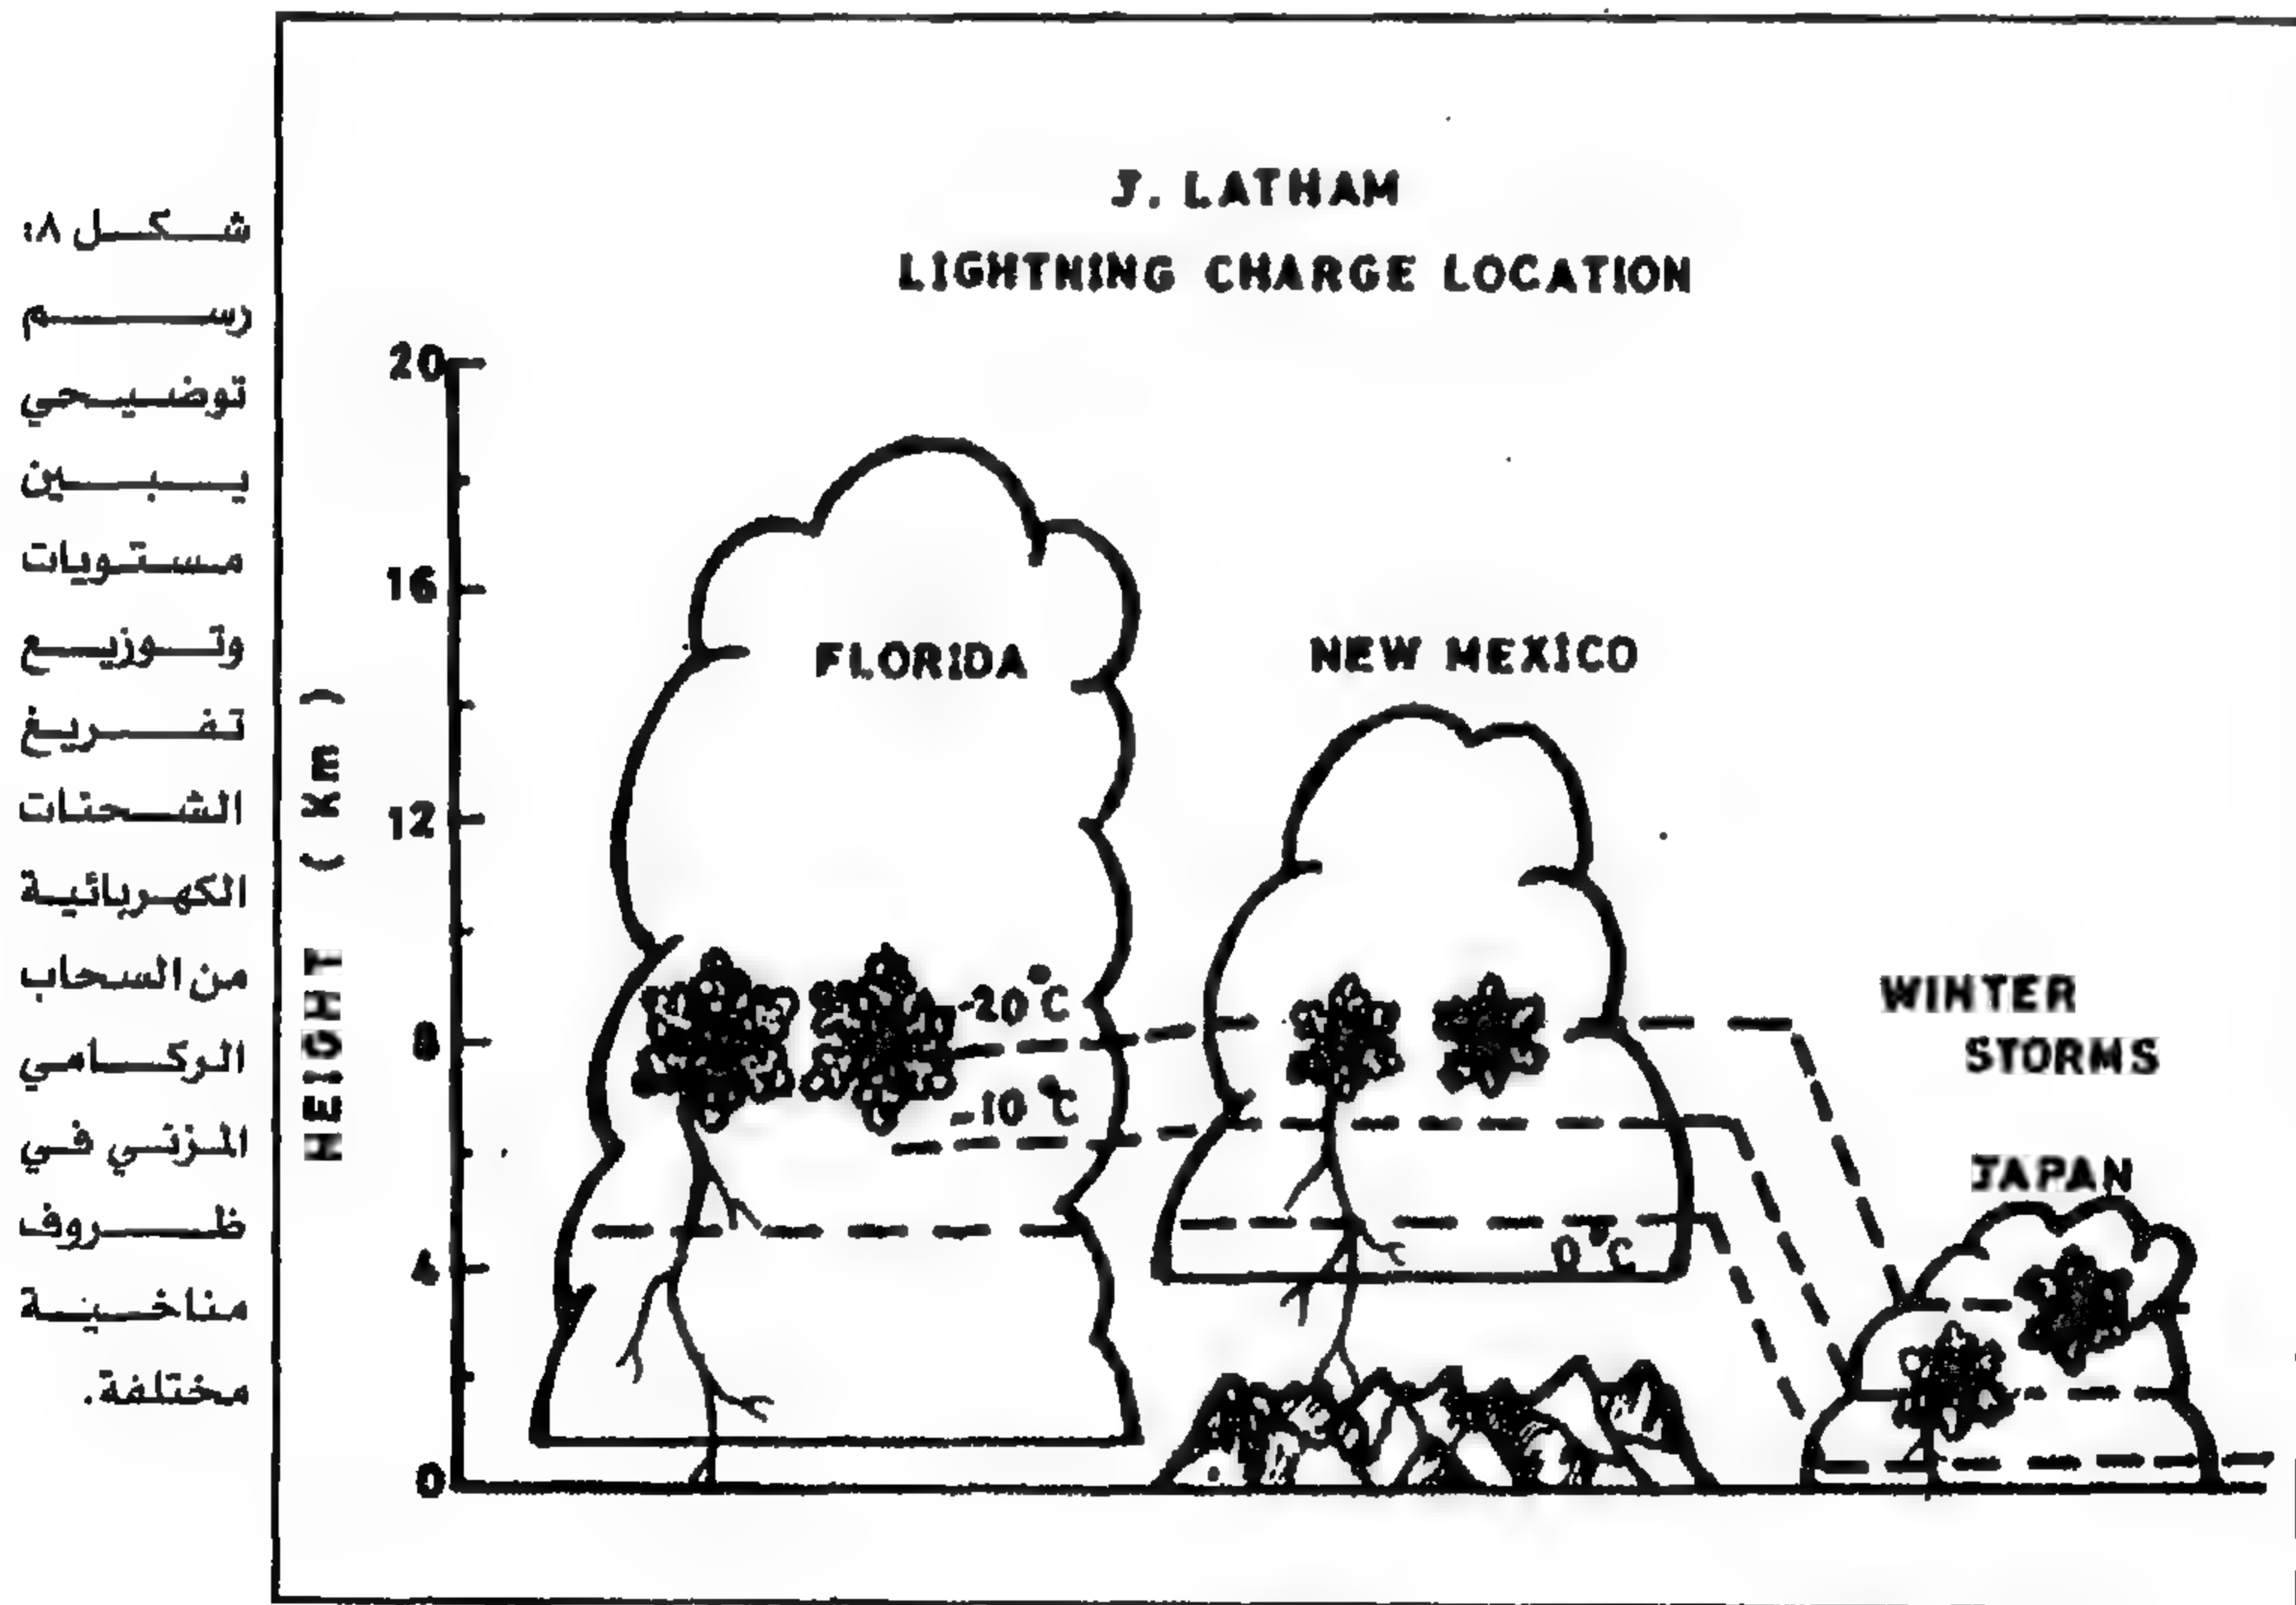 شكل ٨:
رسم
توضيحي
يبين
مستويات
وتوزيع
تفريغ
الشحنات
الكهربائية
من السحاب
الركامي
المزني في
ظروف
مناخية
مختلفة.
J. LATHAM
LIGHTNING CHARGE LOCATION
HEIGHT ( Km )
20
16
12
8
4
0
FLORIDA
NEW MEXICO
-20°C
-10°C
0°C
WINTER
STORMS
JAPAN